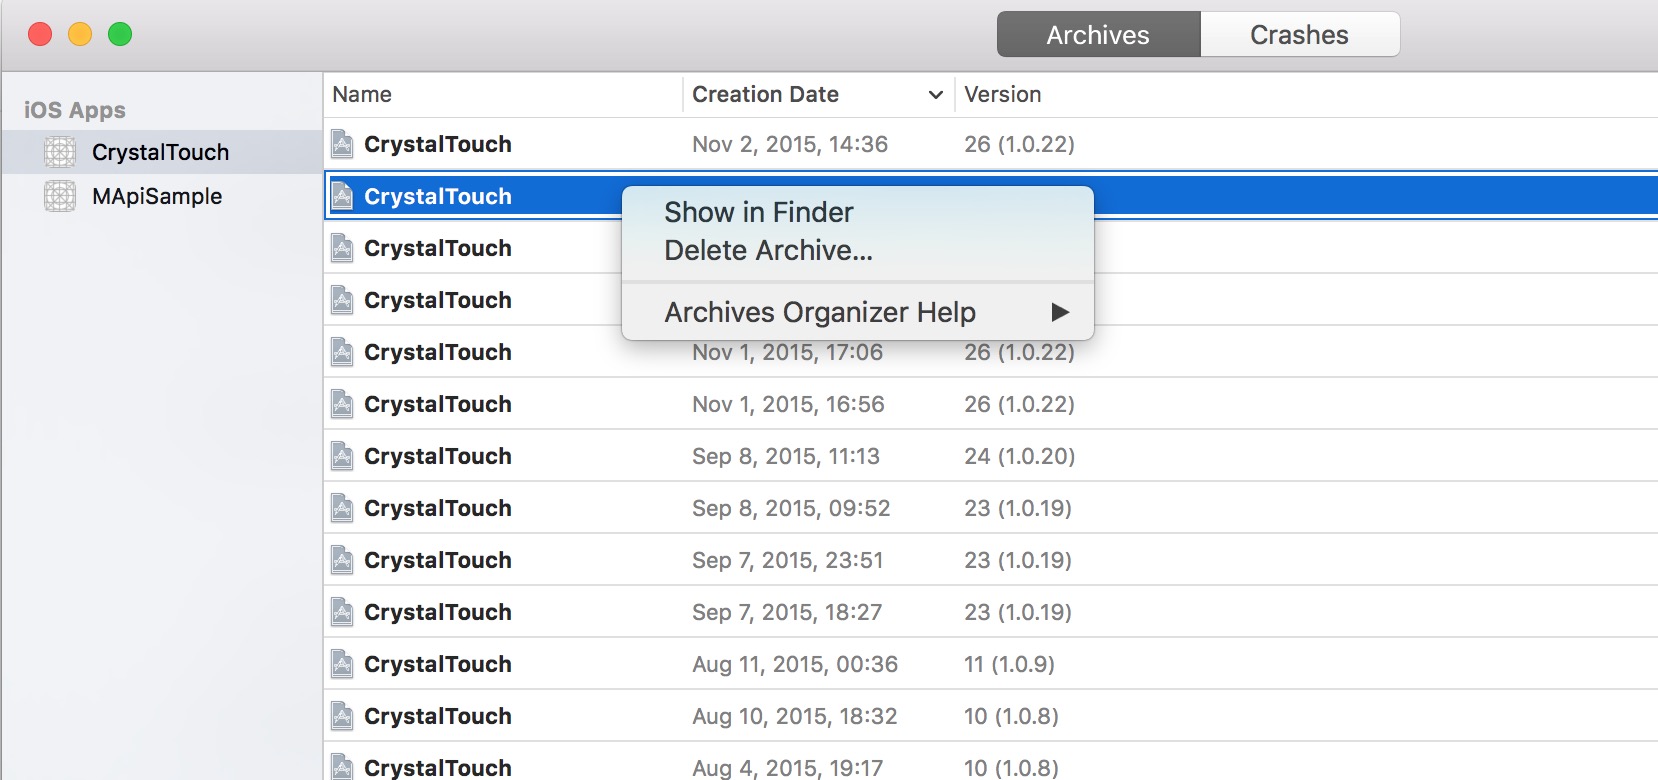 Archives Crashes
iOS Apps
CrystalTouch
MApiSample
Name Creation Date Version
CrystalTouch Nov 2, 2015, 14:36 26 (1.0.22)
CrystalTouch
CrystalTouch
CrystalTouch
Show in Finder
Delete Archive...
Archives Organizer Help
CrystalTouch Nov 1, 2015, 17:06 26 (1.0.22)
CrystalTouch Nov 1, 2015, 16:56 26 (1.0.22)
CrystalTouch Sep 8, 2015, 11:13 24 (1.0.20)
CrystalTouch Sep 8, 2015, 09:52 23 (1.0.19)
CrystalTouch Sep 7, 2015, 23:51 23 (1.0.19)
CrystalTouch Sep 7, 2015, 18:27 23 (1.0.19)
CrystalTouch Aug 11, 2015, 00:36 11 (1.0.9)
CrystalTouch Aug 10, 2015, 18:32 10 (1.0.8)
CrystalTouch Aug 4, 2015, 19:17 10 (1.0.8)